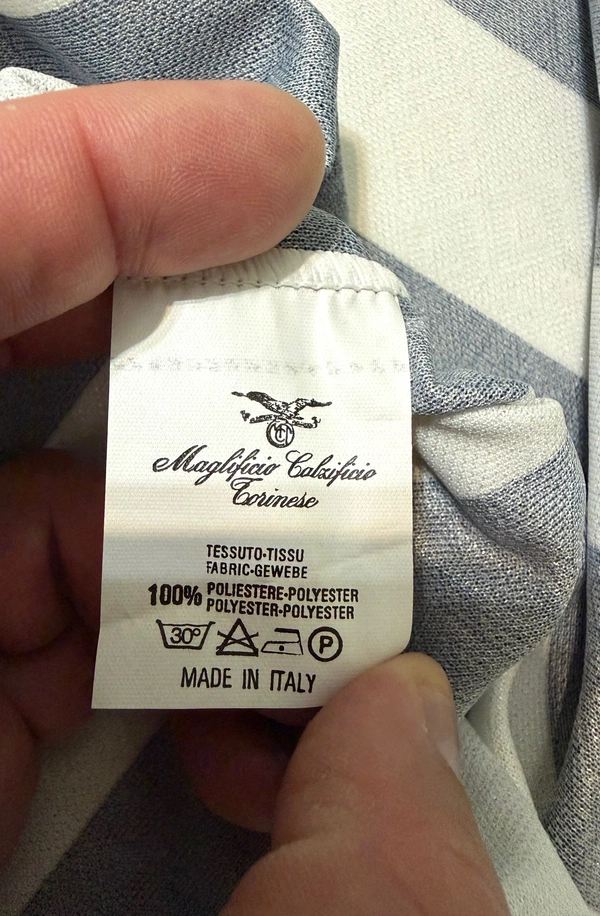 Maglificio Calzificio
Torinese
TESSUTO-TISSU
FABRIC-GEWEBE
100% POLIESTERE-POLYESTER
POLYESTER-POLYESTER
30° P
MADE IN ITALY